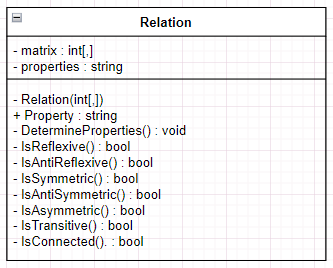 Relation
- matrix : int[,]
- properties : string
- Relation(int[,])
+ Property : string
- DetermineProperties() : void
- IsReflexive() : bool
- IsAntiReflexive() : bool
- IsSymmetric() : bool
- IsAntiSymmetric() : bool
- IsAsymmetric() : bool
- IsTransitive() : bool
- IsConnected(). : bool